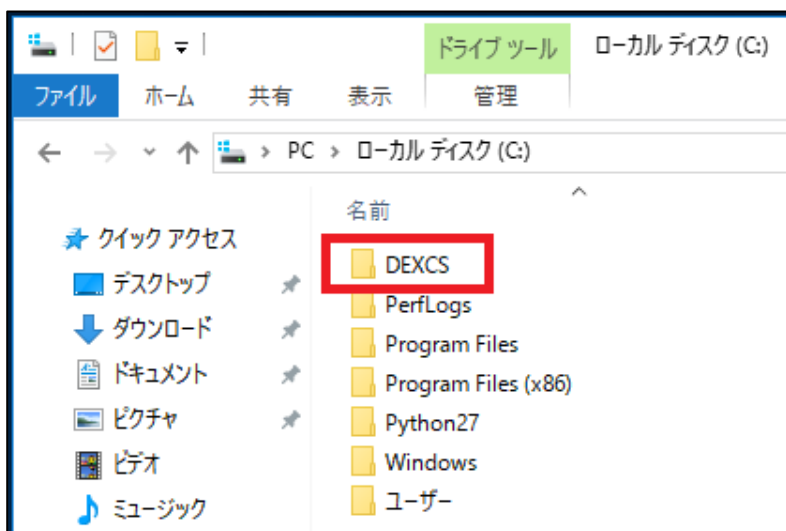 ドライブ ツール ローカル ディスク (C:)
ファイル ホーム 共有 表示 管理
PC ローカル ディスク (C:)
名前
クイック アクセス
デスクトップ
ダウンロード
ドキュメント
ピクチャ
ビデオ
ミュージック
DEXCS
PerfLogs
Program Files
Program Files (x86)
Python27
Windows
ユーザー